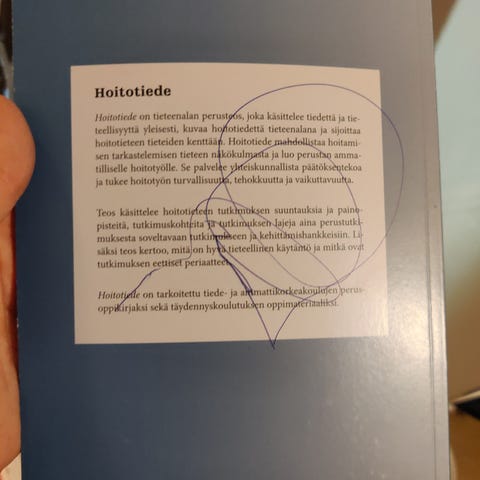 Hoitotiede
Hoitotiede on tieteenalan perusteos, joka käsittelee tiedettä ja tie-
teellisyyttä yleisesti, kuvaa hoitotiedettä tieteenalana ja sijoittaa
hoitotieteen tieteiden kenttään. Hoitotiede mahdollistaa hoitami-
sen tarkastelemisen tieteen näkökulmasta ja luo perustan amma-
tilliselle hoitotyölle. Se palvelee yhteiskunnallista päätöksentekoa
ja tukee hoitotyön turvallisuutta, tehokkuutta ja vaikuttavuutta.
Teos käsittelee hoitotieteen tutkimuksen suuntauksia ja paino-
pisteitä, tutkimuskohteita ja tutkimuksen lajeja aina perustutki-
muksesta soveltavaan tutkimukseen ja kehittämishankkeisiin. Li-
säksi teos kertoo, mitä on hyvä tieteellinen käytäntö ja mitkä ovat
tutkimuksen eettiset periaatteet.
Hoitotiede on tarkoitettu tiede- ja ammattikorkeakoulujen perus-
oppikirjaksi sekä täydennyskoulutuksen oppimateriaaliksi.